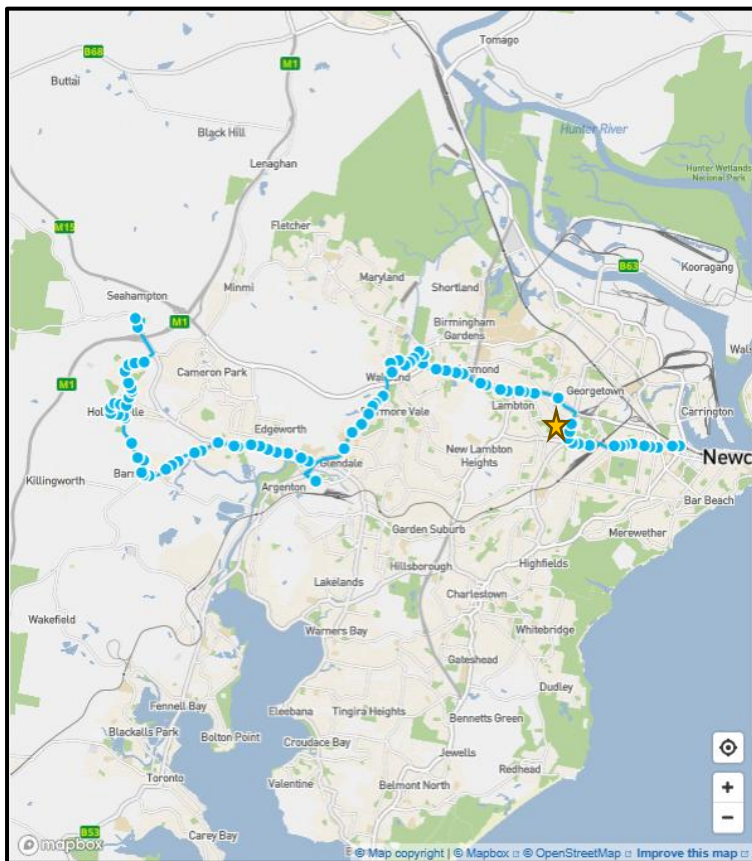 Tomago
B68
M1
Buttai
Black Hill
Hunter River
Lenaghan
Hunter Wetlands
National Park
M15
Fletcher
B63
Kooragang
Maryland
Shortland
Seahampton
Minmi
M1
Birmingham
Gardens
Cameron Park
M1
Georgetown
Lambton
Carrington
Edgeworth
New Lambton
Heights
Glendale
Killingworth
Argenton
Bar Beach
Garden Suburb
Merewether
Hillsborough
Highfields
Lakelands
Charlestown
Wakefield
Warners Bay
Whitebridge
Gateshead
Dudley
Fennell Bay
Eleebana
Tingira Heights
Bennetts Green
Blackalls Park
Bolton Point
Croudace Bay
Jewells
Redhead
Toronto
Valentine
Belmont North
+
−
B53
Carey Bay
mapbox
© Map copyright | © Mapbox © OpenStreetMap Improve this map